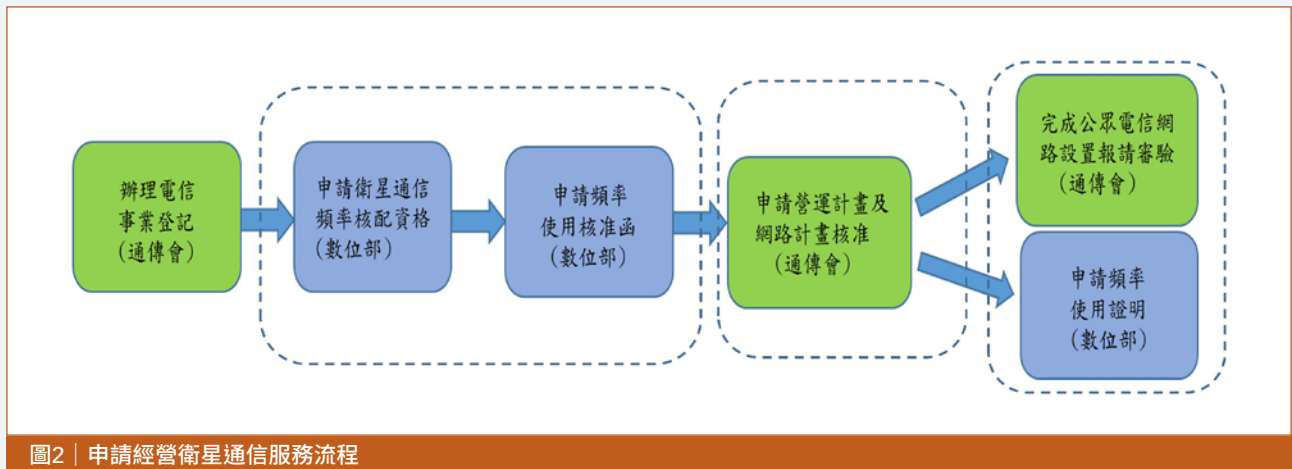 辦理電信
事業登記
(通傳會)
申請衛星通信
頻率核配資格
(數位部)
申請頻率
使用核准函
(數位部)
申請營運計畫及
網路計畫核准
(通傳會)
完成公眾電信網
路設置報請審驗
(通傳會)
申請頻率
使用證明
(數位部)
圖2｜申請經營衛星通信服務流程